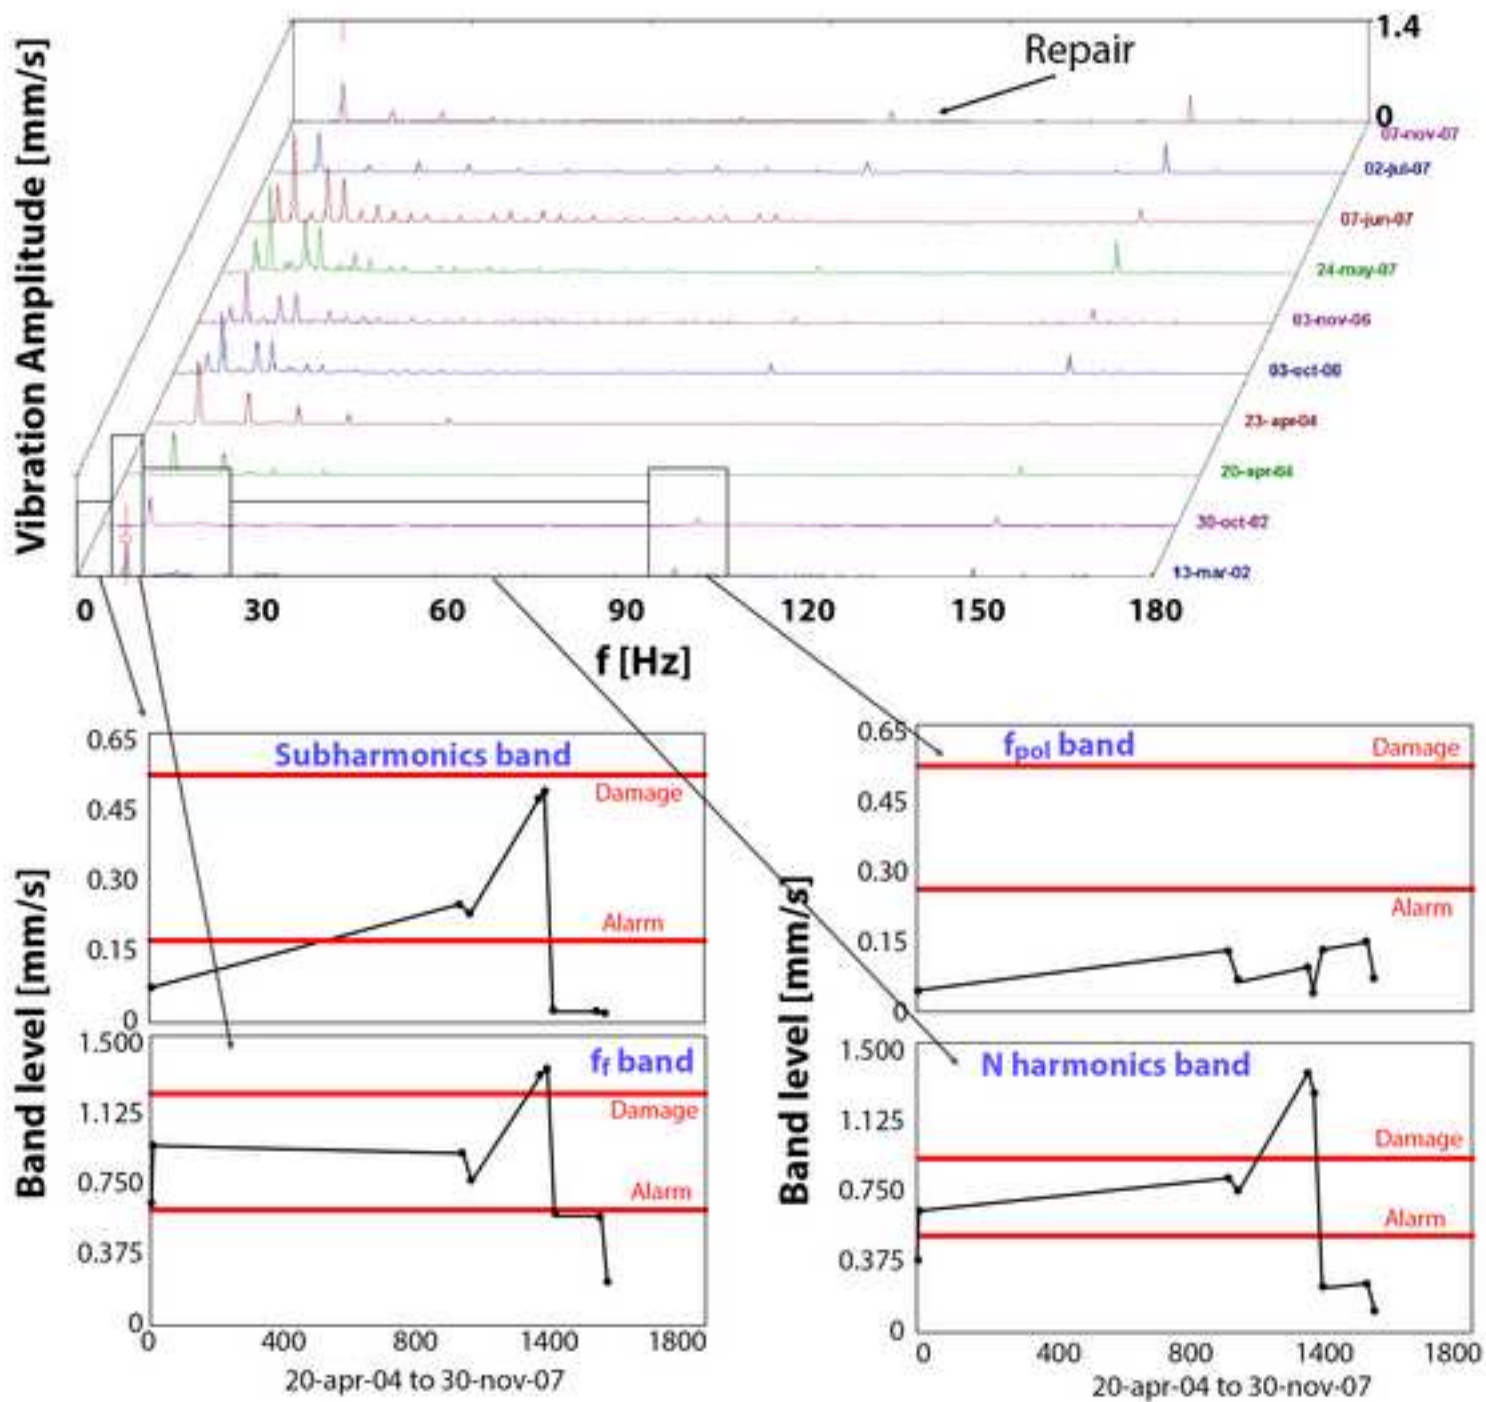 Vibration Amplitude [mm/s]
1.4
Repair
0
07-nov-07
02-jul-07
07-jun-07
24-may-07
03-nov-06
03-oct-06
23-apr-04
20-apr-04
30-oct-02
13-mar-02
0 30 60 90 120 150 180
f [Hz]
Band level [mm/s]
0.65
Subharmonics band
Damage
0.45
0.30
Alarm
0.15
0
1.500
ff band
Damage
1.125
0.750
Alarm
0.375
0
0 400 800 1400 1800
20-apr-04 to 30-nov-07
Band level [mm/s]
0.65
fpol band
Damage
0.45
0.30
Alarm
0.15
0
1.500
N harmonics band
1.125
Damage
0.750
Alarm
0.375
0
0 400 800 1400 1800
20-apr-04 to 30-nov-07